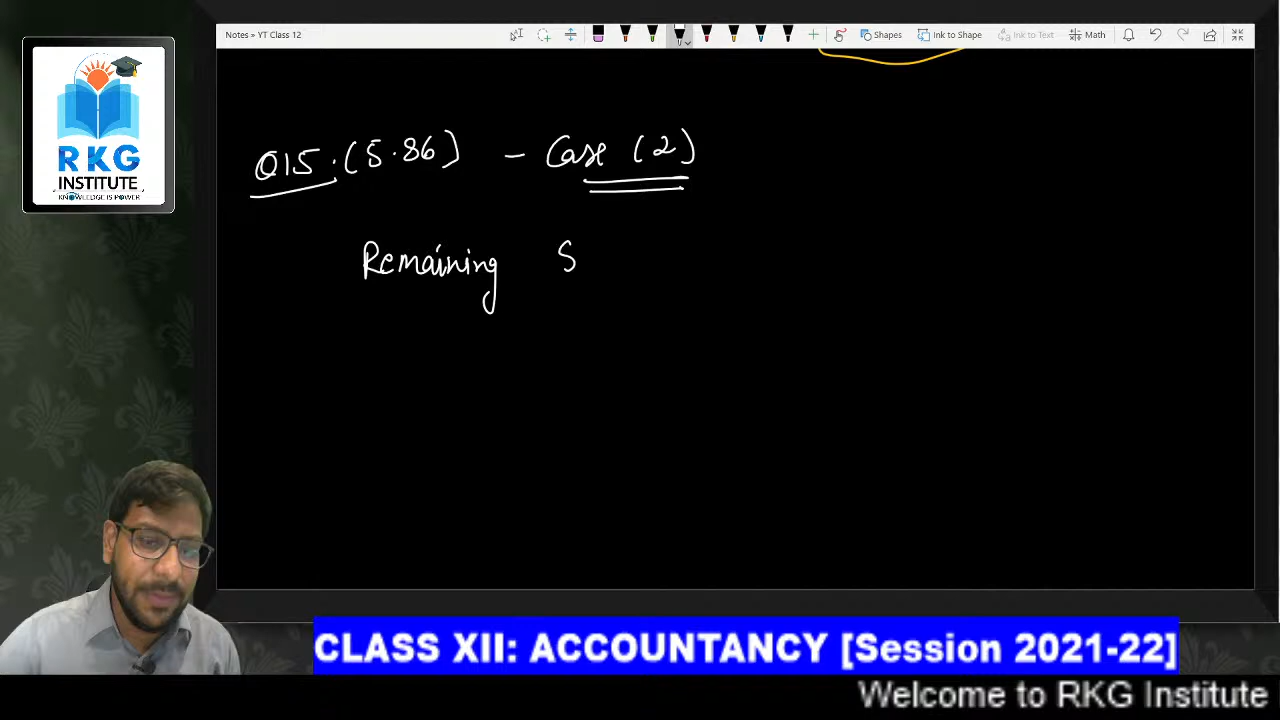 Notes » YT Class 12
Shapes
Ink to Shape
Ink to Text
Math
RKG
INSTITUTE
KNOWLEDGE IS POWER
Q15. (5.86) - Case (2)
Remaining S
CLASS XII: ACCOUNTANCY [Session 2021-22]
Welcome to RKG Institute